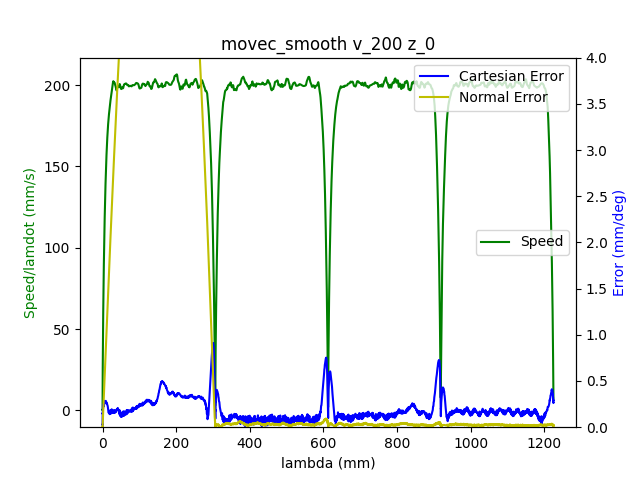 movec_smooth v_200 z_0
Cartesian Error
Normal Error
Speed
Speed/lamdot (mm/s)
200
150
100
50
0
4.0
3.5
3.0
2.5
2.0
1.5
1.0
0.5
0.0
Error (mm/deg)
0 200 400 600 800 1000 1200
lambda (mm)